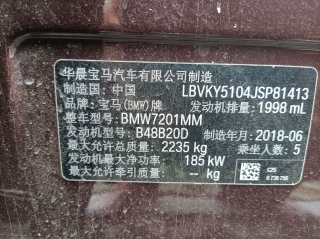 华晨宝马汽车有限公司制造
制造国: 中国 LBVKY5104JSP81413
品牌: 宝马(BMW)牌 发动机排量: 1998 mL
整车型号: BMW7201MM
发动机型号: B48B20D 制造年月: 2018-06
最大允许总质量: 2235 kg 乘坐人数: 5
发动机最大净功率: 185 kW
最大允许牵引质量: -- kg